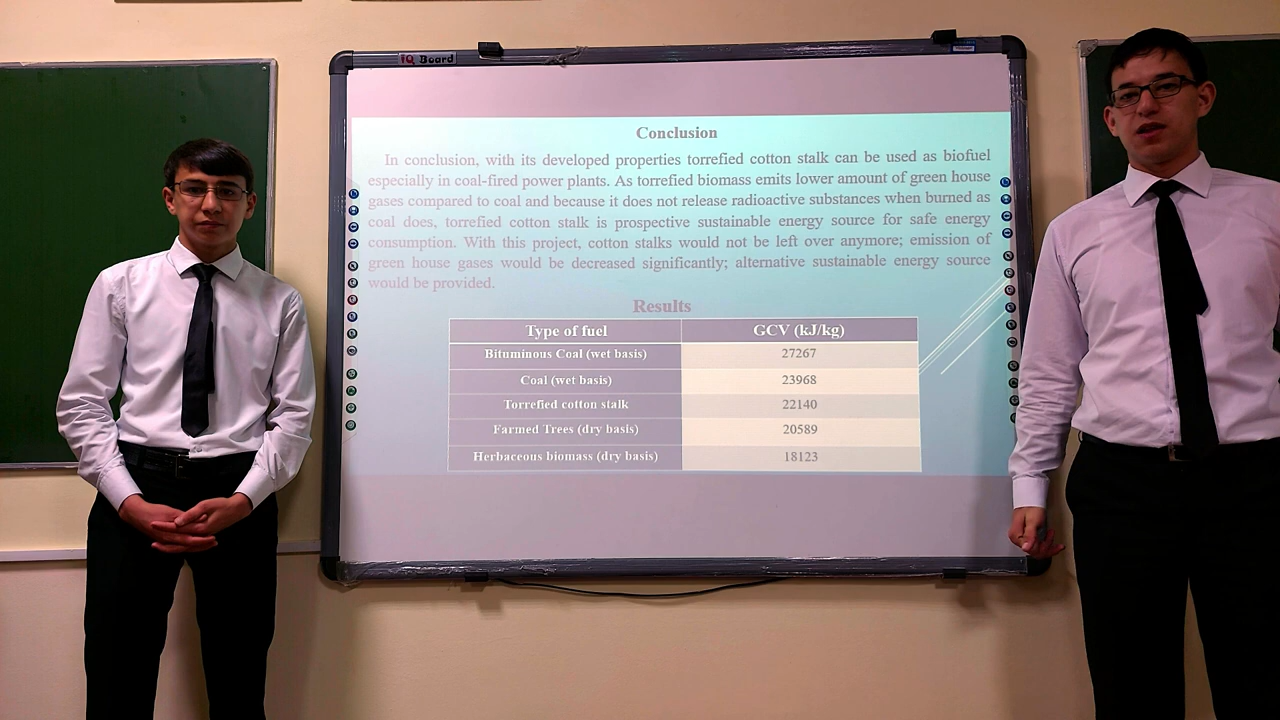 IQ Board
Conclusion
In conclusion, with its developed properties torrefied cotton stalk can be used as biofuel
especially in coal-fired power plants. As torrefied biomass emits lower amount of green house
gases compared to coal and because it does not release radioactive substances when burned as
coal does, torrefied cotton stalk is prospective sustainable energy source for safe energy
consumption. With this project, cotton stalks would not be left over anymore; emission of
green house gases would be decreased significantly; alternative sustainable energy source
would be provided.
Results
Type of fuel GCV (kJ/kg)
Bituminous Coal (wet basis) 27267
Coal (wet basis) 23968
Torrefied cotton stalk 22140
Farmed Trees (dry basis) 20589
Herbaceous biomass (dry basis) 18123